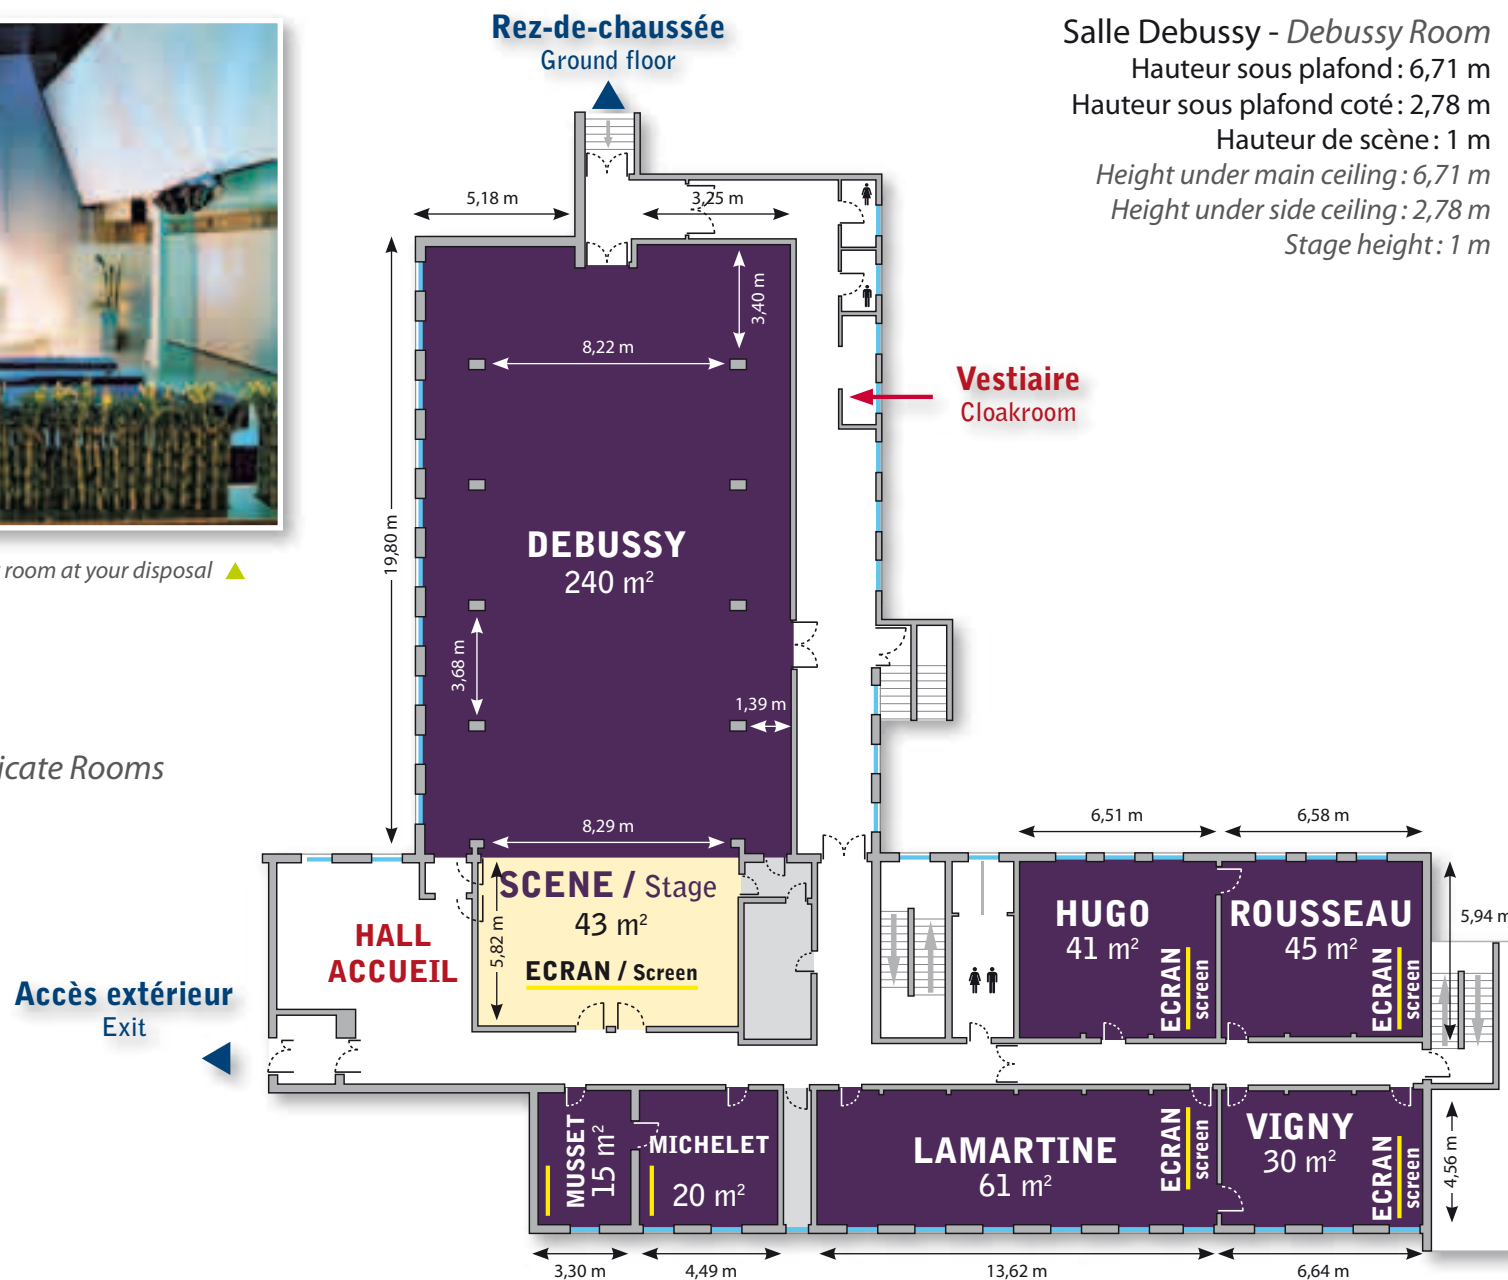 Rez-de-chaussée
Ground floor
Salle Debussy - Debussy Room
Hauteur sous plafond : 6,71 m
Hauteur sous plafond coté : 2,78 m
Hauteur de scène : 1 m
Height under main ceiling : 6,71 m
Height under side ceiling : 2,78 m
Stage height : 1 m
5,18 m
3,25 m
3,40 m
8,22 m
Vestiaire
Cloakroom
19,80 m
DEBUSSY
240 m²
room at your disposal
3,68 m
1,39 m
icate Rooms
8,29 m
6,51 m
6,58 m
SCENE / Stage
43 m²
5,82 m
ECRAN / Screen
HALL
ACCUEIL
HUGO
41 m²
ECRAN
screen
ROUSSEAU
45 m²
ECRAN
screen
5,94 m
Accès extérieur
Exit
MUSSET
15 m²
MICHELET
20 m²
LAMARTINE
61 m²
ECRAN
screen
VIGNY
30 m²
ECRAN
screen
4,56 m
3,30 m
4,49 m
13,62 m
6,64 m